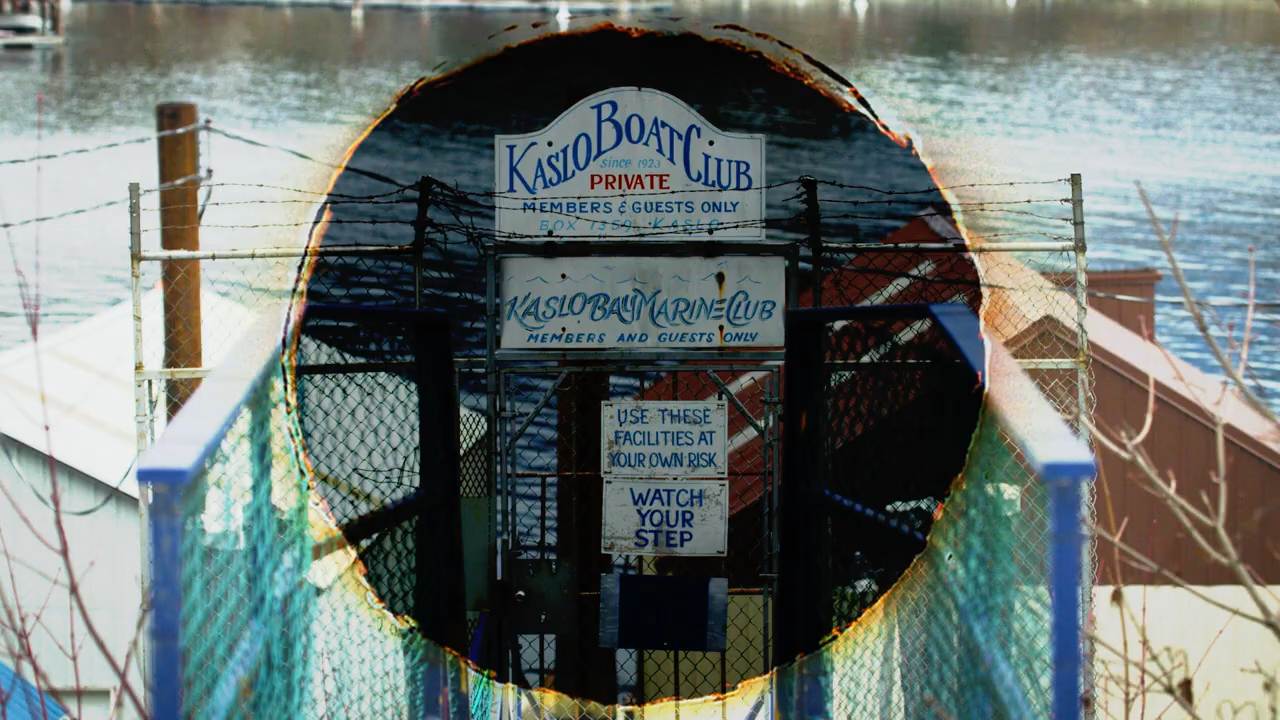 KASLO BOAT CLUB
since 1923
PRIVATE
MEMBERS & GUESTS ONLY
BOX 1359, KASLO
KASLO BAY MARINE CLUB
MEMBERS AND GUESTS ONLY
USE THESE
FACILITIES AT
YOUR OWN RISK
WATCH
YOUR
STEP